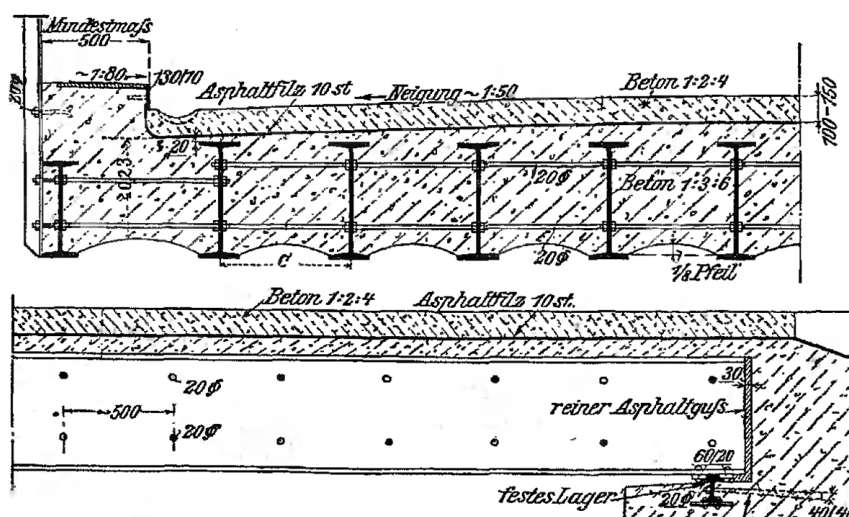 Mindestmaß
500
~1:80
130/10
Asphaltfilz 10 st
Neigung ~ 1:50
Beton 1:2:4
100-150
20
20φ
Beton 1:3:6
20φ
C
1/8 Pfeil
Beton 1:2:4
Asphaltfilz 10 st.
20φ
500
20φ
30
reiner Asphaltguß
60/20
festes Lager
20φ